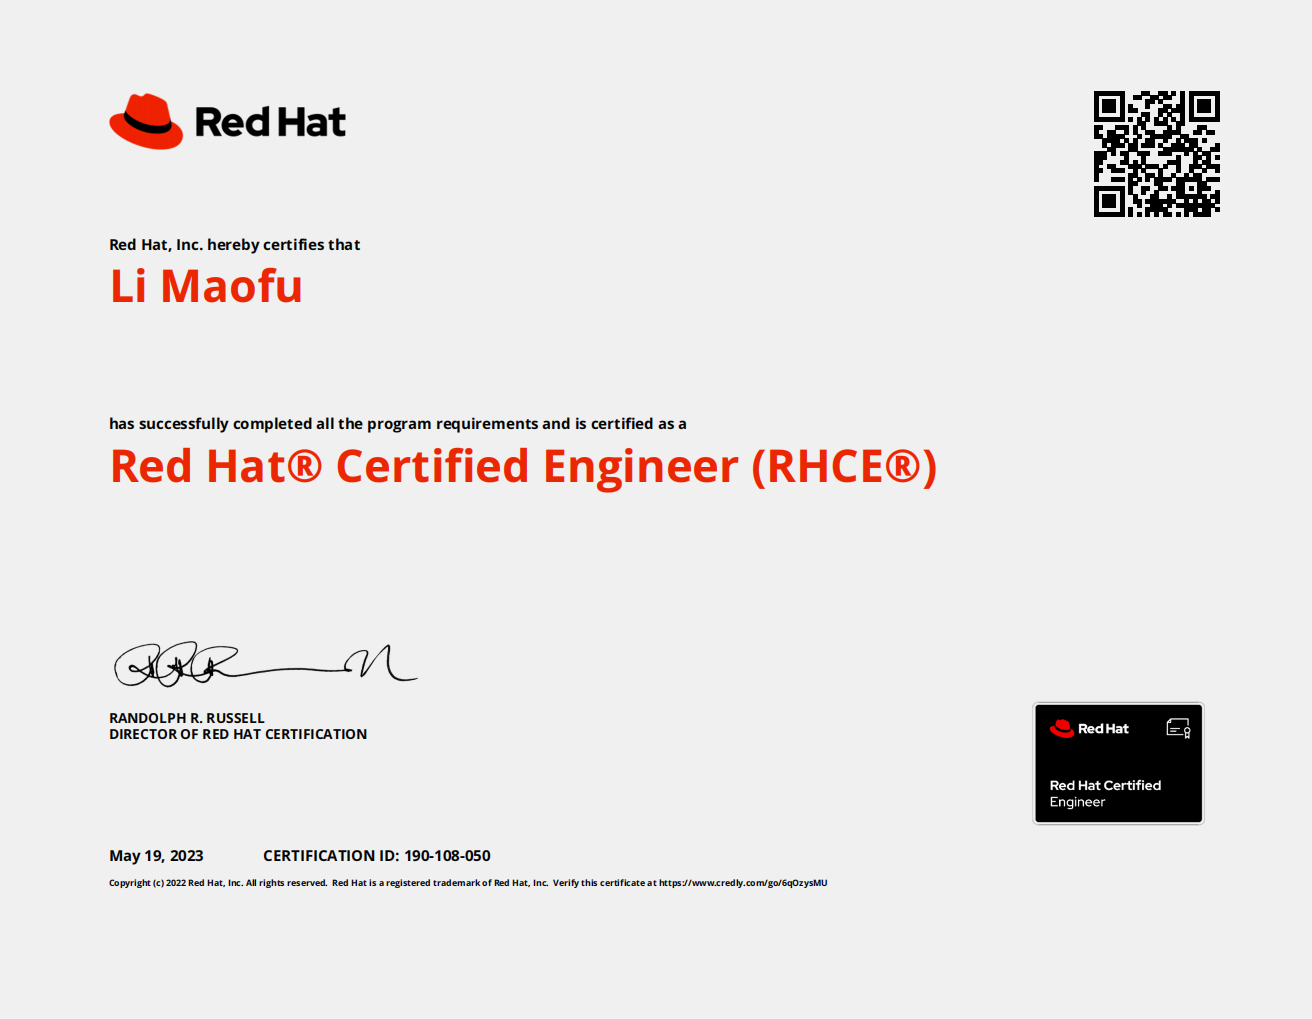 Red Hat
Red Hat, Inc. hereby certifies that
Li Maofu
has successfully completed all the program requirements and is certified as a
Red Hat® Certified Engineer (RHCE®)
RANDOLPH R. RUSSELL
DIRECTOR OF RED HAT CERTIFICATION
Red Hat
Red Hat Certified
Engineer
May 19, 2023 CERTIFICATION ID: 190-108-050
Copyright (c) 2022 Red Hat, Inc. All rights reserved. Red Hat is a registered trademark of Red Hat, Inc. Verify this certificate at https://www.credly.com/go/6qOzysMU